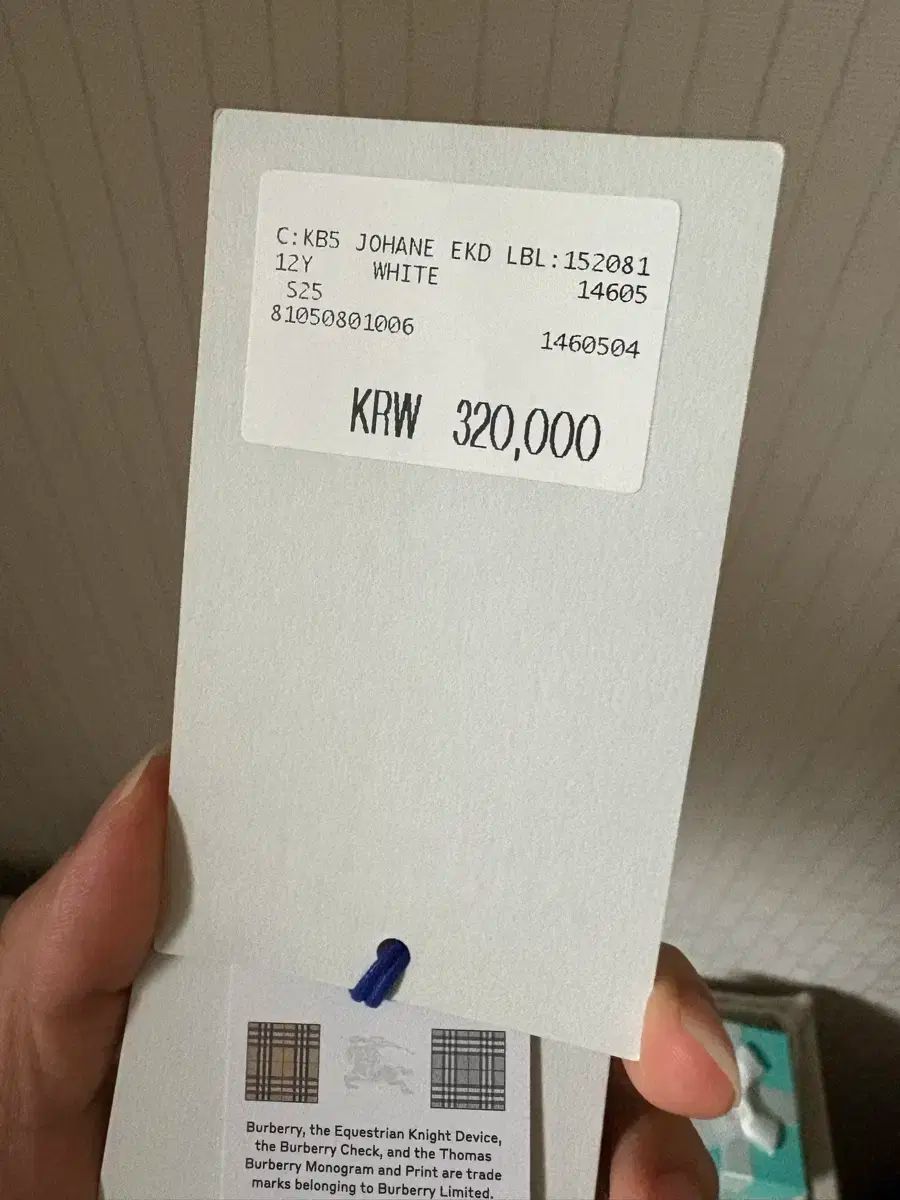 C:KB5 JOHANE EKD LBL:152081
12Y WHITE 14605
S25
81050801006 1460504
KRW 320,000
Burberry, the Equestrian Knight Device,
the Burberry Check, and the Thomas
Burberry Monogram and Print are trade
marks belonging to Burberry Limited.